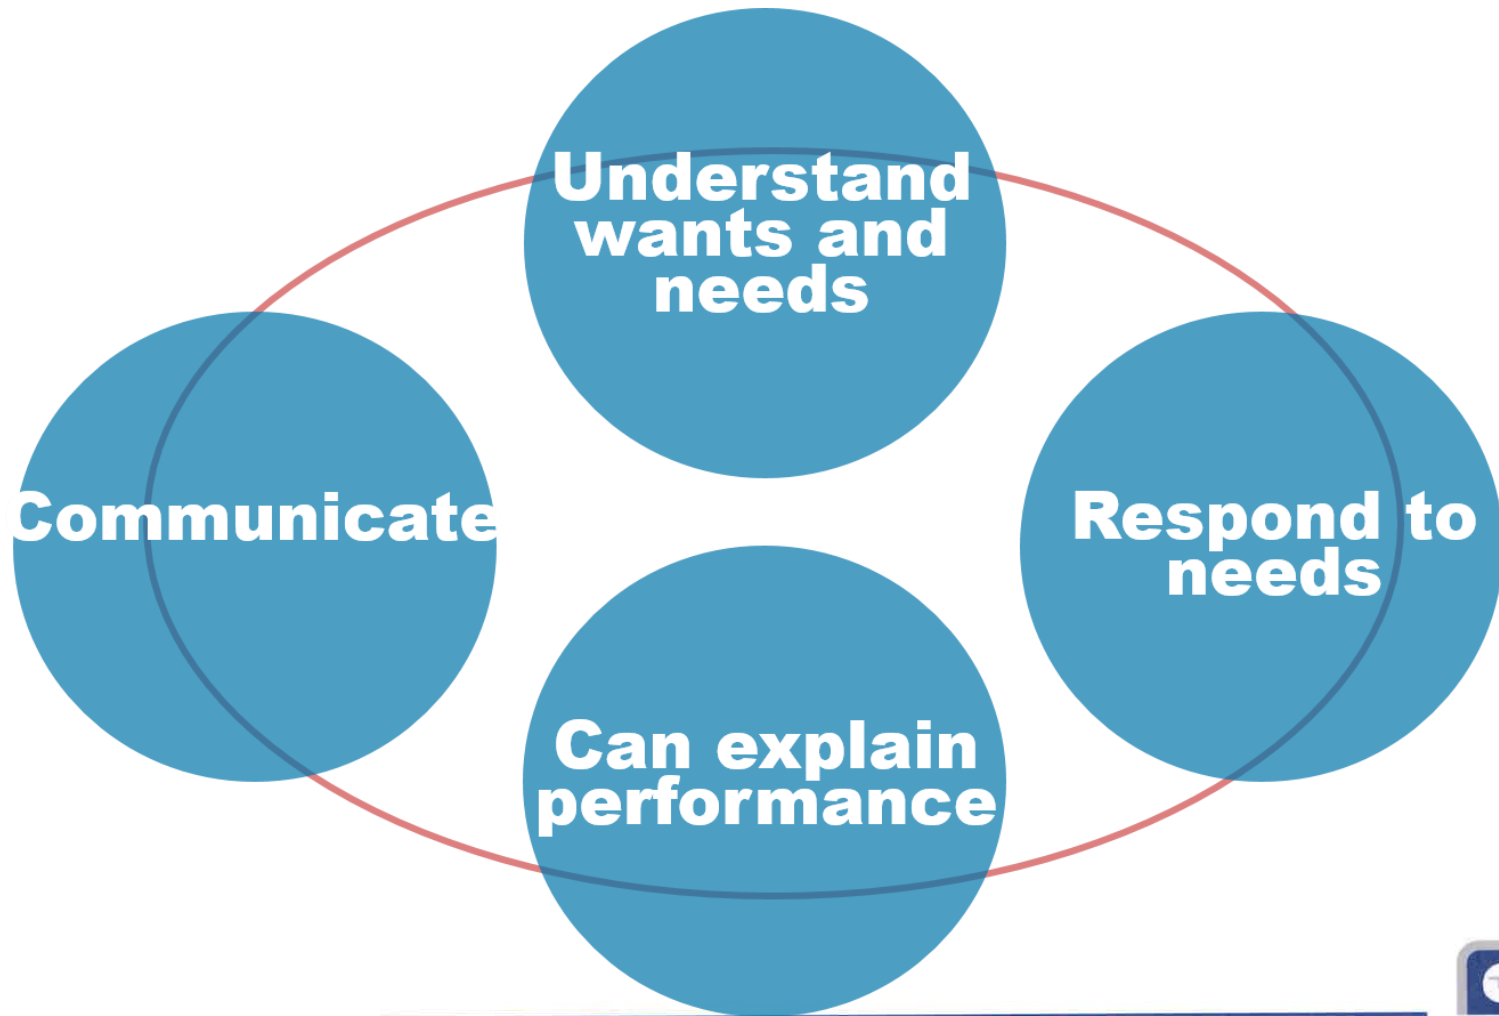 Understand
wants and
needs
Communicate
Respond to
needs
Can explain
performance